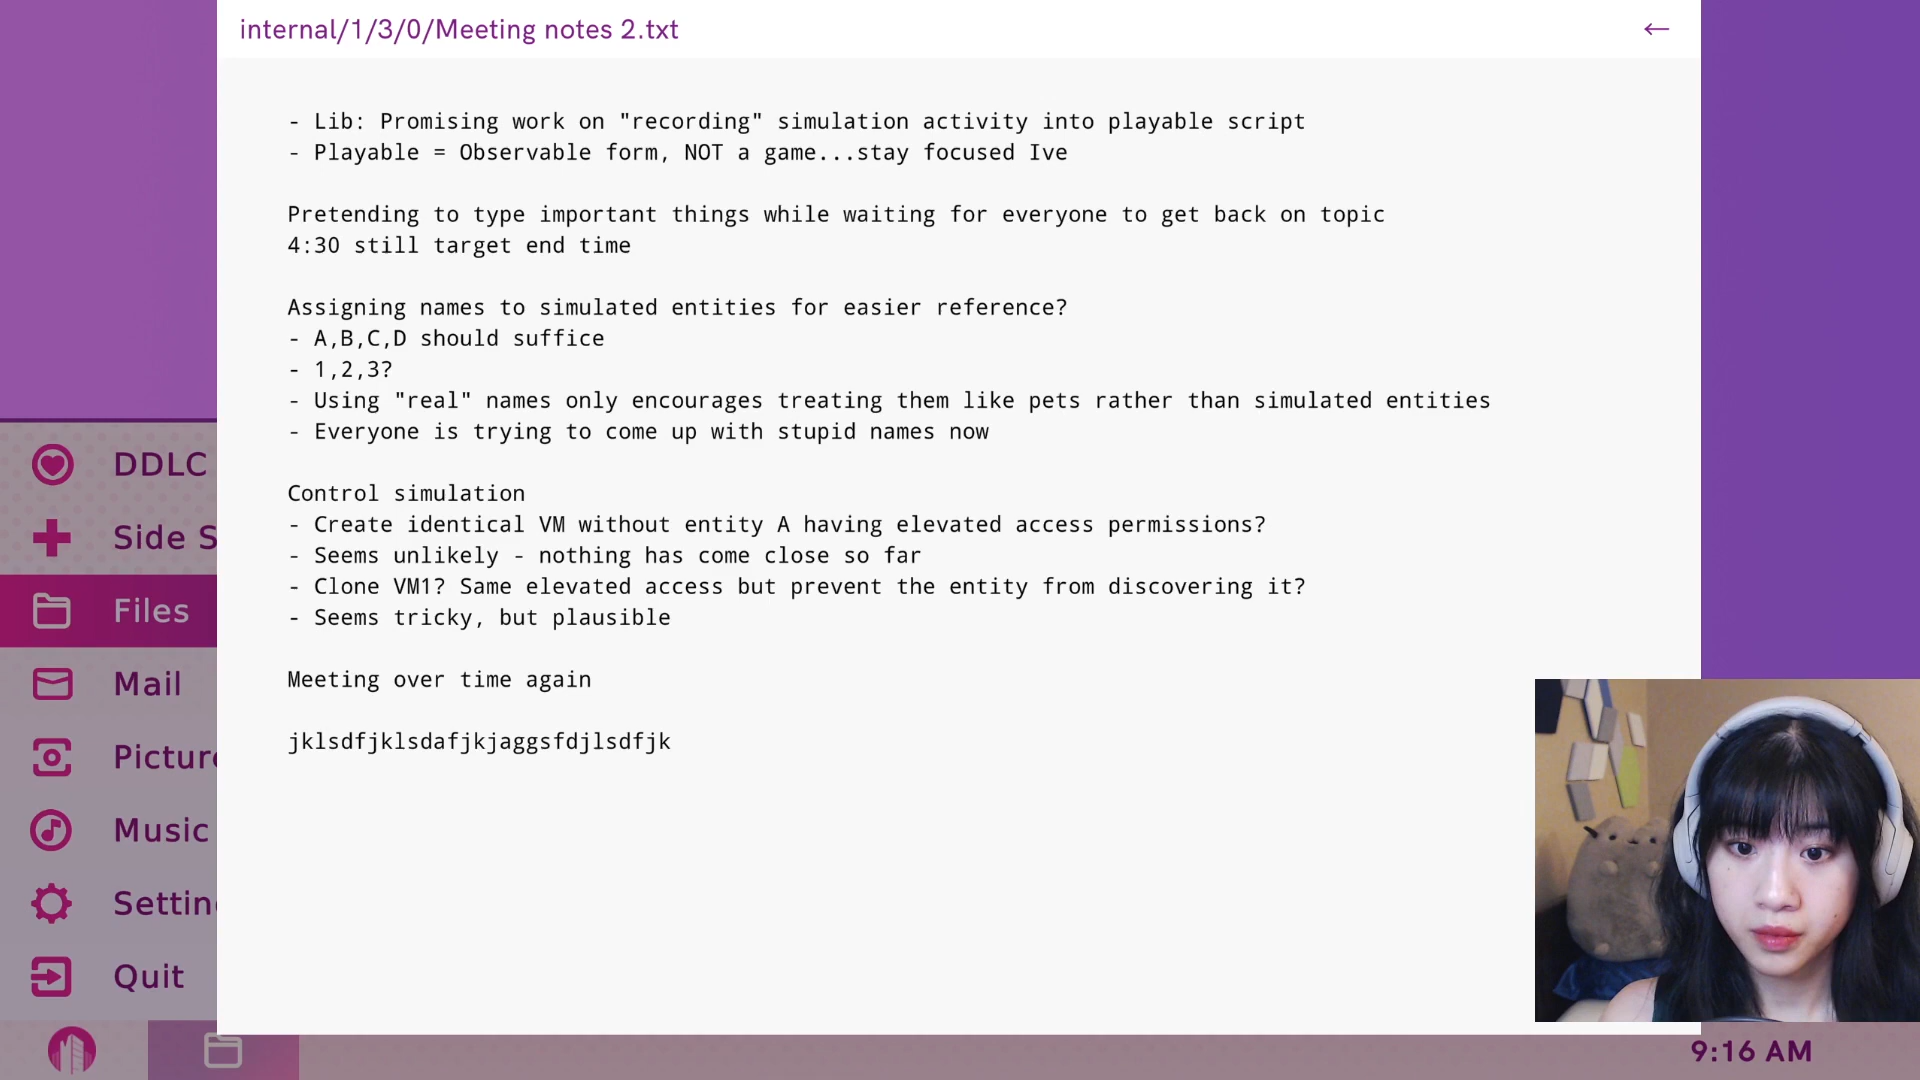 internal/1/3/0/Meeting notes 2.txt
←
- Lib: Promising work on "recording" simulation activity into playable script
- Playable = Observable form, NOT a game...stay focused Ive
Pretending to type important things while waiting for everyone to get back on topic
4:30 still target end time
Assigning names to simulated entities for easier reference?
- A,B,C,D should suffice
- 1,2,3?
- Using "real" names only encourages treating them like pets rather than simulated entities
- Everyone is trying to come up with stupid names now
Control simulation
- Create identical VM without entity A having elevated access permissions?
- Seems unlikely - nothing has come close so far
- Clone VM1? Same elevated access but prevent the entity from discovering it?
- Seems tricky, but plausible
Meeting over time again
jklsdfjklsdafjkjaggsfdjlsdfjk
DDLC
Side S
Files
Mail
Picture
Music
Setting
Quit
9:16 AM